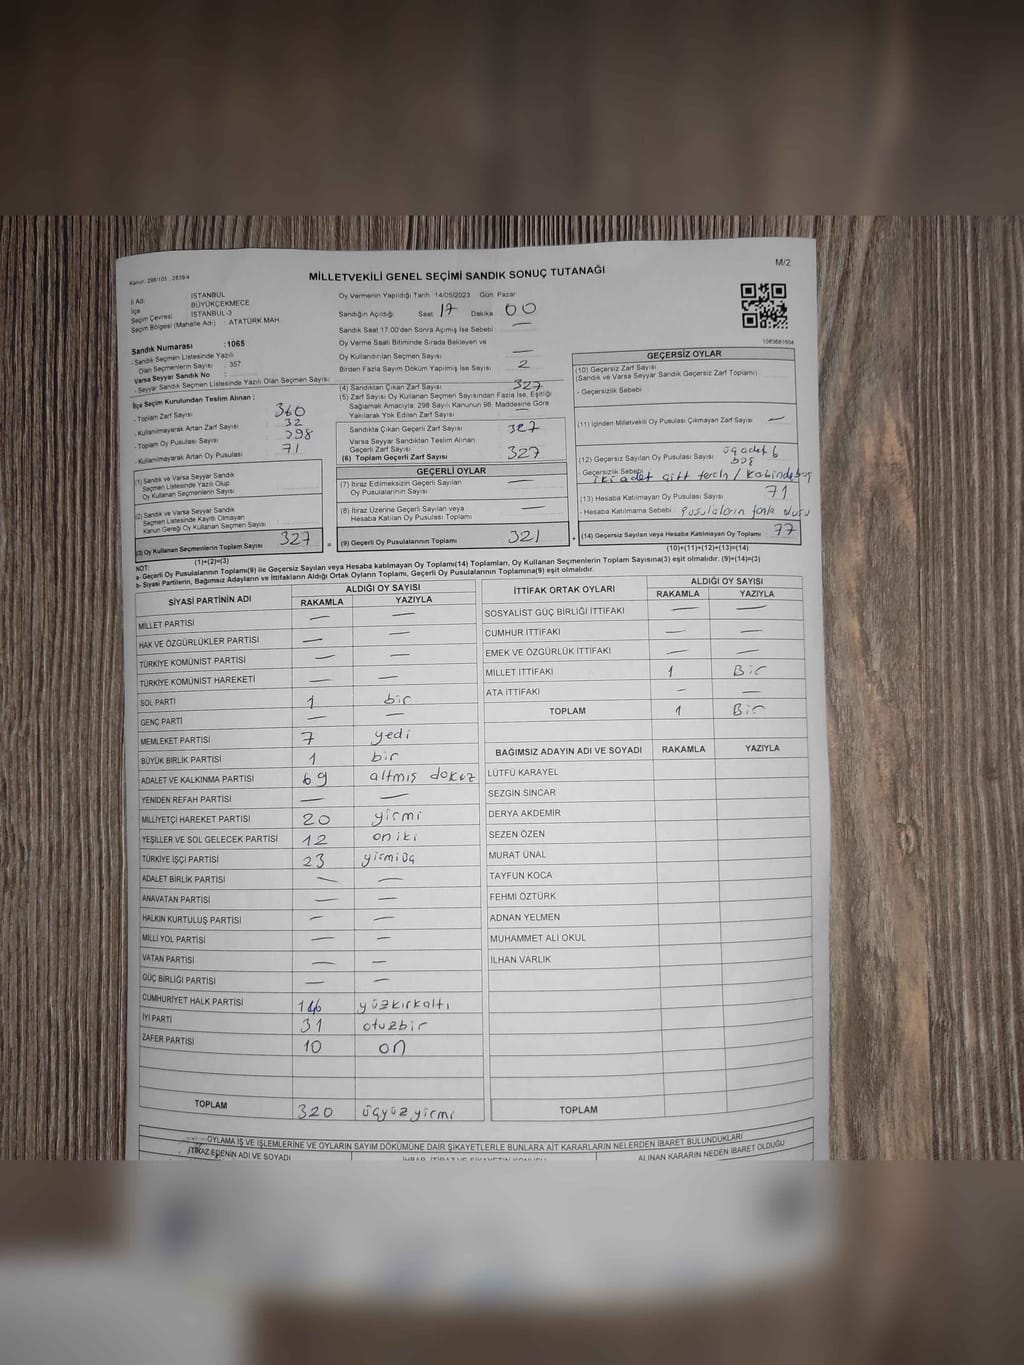 Kanun: 298/105 , 2839/4
M/2
MİLLETVEKİLİ GENEL SEÇİMİ SANDIK SONUÇ TUTANAĞI
İl Adı: İSTANBUL
İlçe BÜYÜKÇEKMECE
Seçim Çevresi İSTANBUL-3
Seçim Bölgesi (Mahalle Adı) : ATATÜRK MAH
Sandık Numarası :1065
- Sandık Seçmen Listesinde Yazılı
Olan Seçmenlerin Sayısı : 357
Varsa Seyyar Sandık No :
- Seyyar Sandık Seçmen Listesinde Yazılı Olan Seçmen Sayısı:
İlçe Seçim Kurulundan Teslim Alınan ;
- Toplam Zarf Sayısı 360
- Kullanılmayarak Artan Zarf Sayısı 32
- Toplam Oy Pusulası Sayısı 398
- Kullanılmayarak Artan Oy Pusulası 71
(1) Sandık ve Varsa Seyyar Sandık
Seçmen Listesinde Yazılı Olup
Oy Kullanan Seçmenlerin Sayısı
(2) Sandık ve Varsa Seyyar Sandık
Seçmen Listesinde Kayıtlı Olmayan
Kanun Gereği Oy Kullanan Seçmen Sayısı
(3) Oy Kullanan Seçmenlerin Toplam Sayısı 327
(1)+(2)=(3)
Oy Vermenin Yapıldığı Tarih :14/05/2023 Gün Pazar
Sandığın Açıldığı Saat 17 Dakika 00
Sandık Saat 17.00'den Sonra Açımış İse Sebebi —
Oy Verme Saati Bitiminde Sırada Bekleyen ve
Oy Kullandırılan Seçmen Sayısı —
Birden Fazla Sayım Döküm Yapılmış İse Sayısı 2
(4) Sandıktan Çıkan Zarf Sayısı 327
(5) Zarf Sayısı Oy Kullanan Seçmen Sayısından Fazla İse, Eşitliği
Sağlamak Amacıyla, 298 Sayılı Kanunun 98. Maddesine Göre
Yakılarak Yok Edilen Zarf Sayısı —
Sandıkta Çıkan Geçerli Zarf Sayısı 327
Varsa Seyyar Sandıktan Teslim Alınan
Geçerli Zarf Sayısı
(6) Toplam Geçerli Zarf Sayısı 327
GEÇERLİ OYLAR
(7) İtiraz Edilmeksizin Geçerli Sayılan
Oy Pusulalarının Sayısı —
(8) İtiraz Üzerine Geçerli Sayılan veya
Hesaba Katılan Oy Pusulası Toplamı —
(9) Geçerli Oy Pusulalarının Toplamı 321
1083681604
GEÇERSİZ OYLAR
(10) Geçersiz Zarf Sayısı
(Sandık ve Varsa Seyyar Sandık Geçersiz Zarf Toplamı)
- Geçersizlik Sebebi
(11) İçinden Milletvekili Oy Pusulası Çıkmayan Zarf Sayısı —
(12) Geçersiz Sayılan Oy Pusulası Sayısı üç adet 6
boş
- Geçersizlik Sebebi iki adet çift tercih / kabinde boş
(13) Hesaba Katılmayan Oy Pusulası Sayısı 71
- Hesaba Katılmama Sebebi pusulaların fazla oluşu
(14) Geçersiz Sayılan veya Hesaba Katılmayan Oy Toplamı 77
(10)+(11)+(12)+(13)=(14)
NOT:
a- Geçerli Oy Pusulalarının Toplamı(9) ile Geçersiz Sayılan veya Hesaba katılmayan Oy Toplamı(14) Toplamları, Oy Kullanan Seçmenlerin Toplam Sayısına(3) eşit olmalıdır. (9)+(14)=(3)
b- Siyasi Partilerin, Bağımsız Adayların ve İttifakların Aldığı Ortak Oyların Toplamı, Geçerli Oy Pusulalarının Toplamına(9) eşit olmalıdır.
SİYASİ PARTİNİN ADI ALDIĞI OY SAYISI
RAKAMLA YAZIYLA
MİLLET PARTİSİ — —
HAK VE ÖZGÜRLÜKLER PARTİSİ — —
TÜRKİYE KOMÜNİST PARTİSİ — —
TÜRKİYE KOMÜNİST HAREKETİ — —
SOL PARTİ 1 bir
GENÇ PARTİ — —
MEMLEKET PARTİSİ 7 yedi
BÜYÜK BİRLİK PARTİSİ 1 bir
ADALET VE KALKINMA PARTİSİ 69 altmış dokuz
YENİDEN REFAH PARTİSİ — —
MİLLİYETÇİ HAREKET PARTİSİ 20 yirmi
YEŞİLLER VE SOL GELECEK PARTİSİ 12 oniki
TÜRKİYE İŞÇİ PARTİSİ 23 yirmiüç
ADALET BİRLİK PARTİSİ — —
ANAVATAN PARTİSİ — —
HALKIN KURTULUŞ PARTİSİ — —
MİLLİ YOL PARTİSİ — —
VATAN PARTİSİ — —
GÜÇ BİRLİĞİ PARTİSİ — —
CUMHURİYET HALK PARTİSİ 146 yüzkırkaltı
İYİ PARTİ 31 otuzbir
ZAFER PARTİSİ 10 on
TOPLAM 320 üçyüzyirmi
İTTİFAK ORTAK OYLARI ALDIĞI OY SAYISI
RAKAMLA YAZIYLA
SOSYALİST GÜÇ BİRLİĞİ İTTİFAKI — —
CUMHUR İTTİFAKI — —
EMEK VE ÖZGÜRLÜK İTTİFAKI — —
MİLLET İTTİFAKI 1 Bir
ATA İTTİFAKI — —
TOPLAM 1 Bir
BAĞIMSIZ ADAYIN ADI VE SOYADI RAKAMLA YAZIYLA
LÜTFÜ KARAYEL
SEZGİN SİNCAR
DERYA AKDEMİR
SEZEN ÖZEN
MURAT ÜNAL
TAYFUN KOCA
FEHMİ ÖZTÜRK
ADNAN YELMEN
MUHAMMET ALİ OKUL
İLHAN VARLIK
TOPLAM
OYLAMA İŞ VE İŞLEMLERİNE VE OYLARIN SAYIM DÖKÜMÜNE DAİR ŞİKAYETLERLE BUNLARA AİT KARARLARIN NELERDEN İBARET BULUNDUKLARI
İTİRAZ EDENİN ADI VE SOYADI
ALINAN KARARIN NEDEN İBARET OLDUĞU